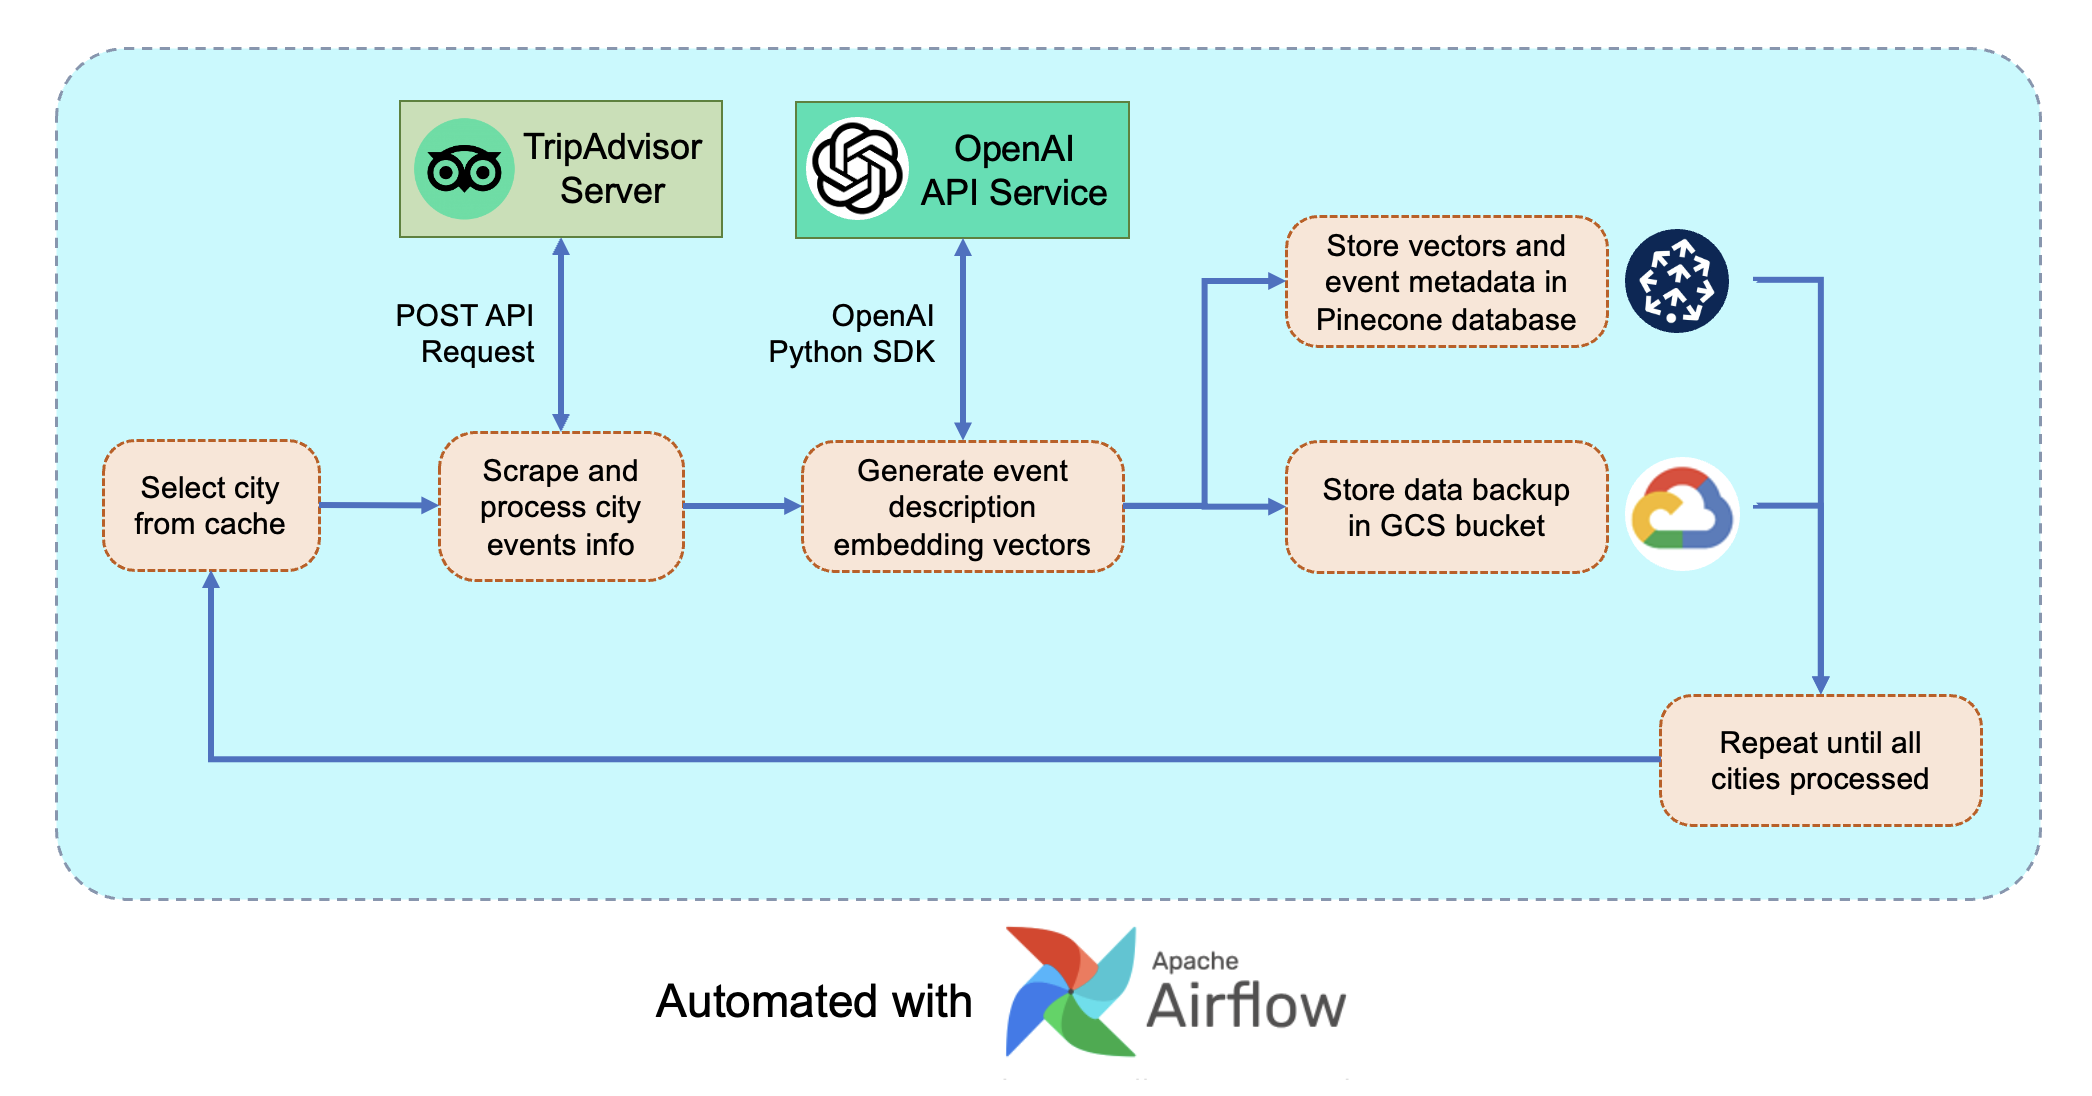 TripAdvisor
Server
OpenAI
API Service
POST API
Request
OpenAI
Python SDK
Store vectors and
event metadata in
Pinecone database
Select city
from cache
Scrape and
process city
events info
Generate event
description
embedding vectors
Store data backup
in GCS bucket
Repeat until all
cities processed
Automated with
Apache
Airflow